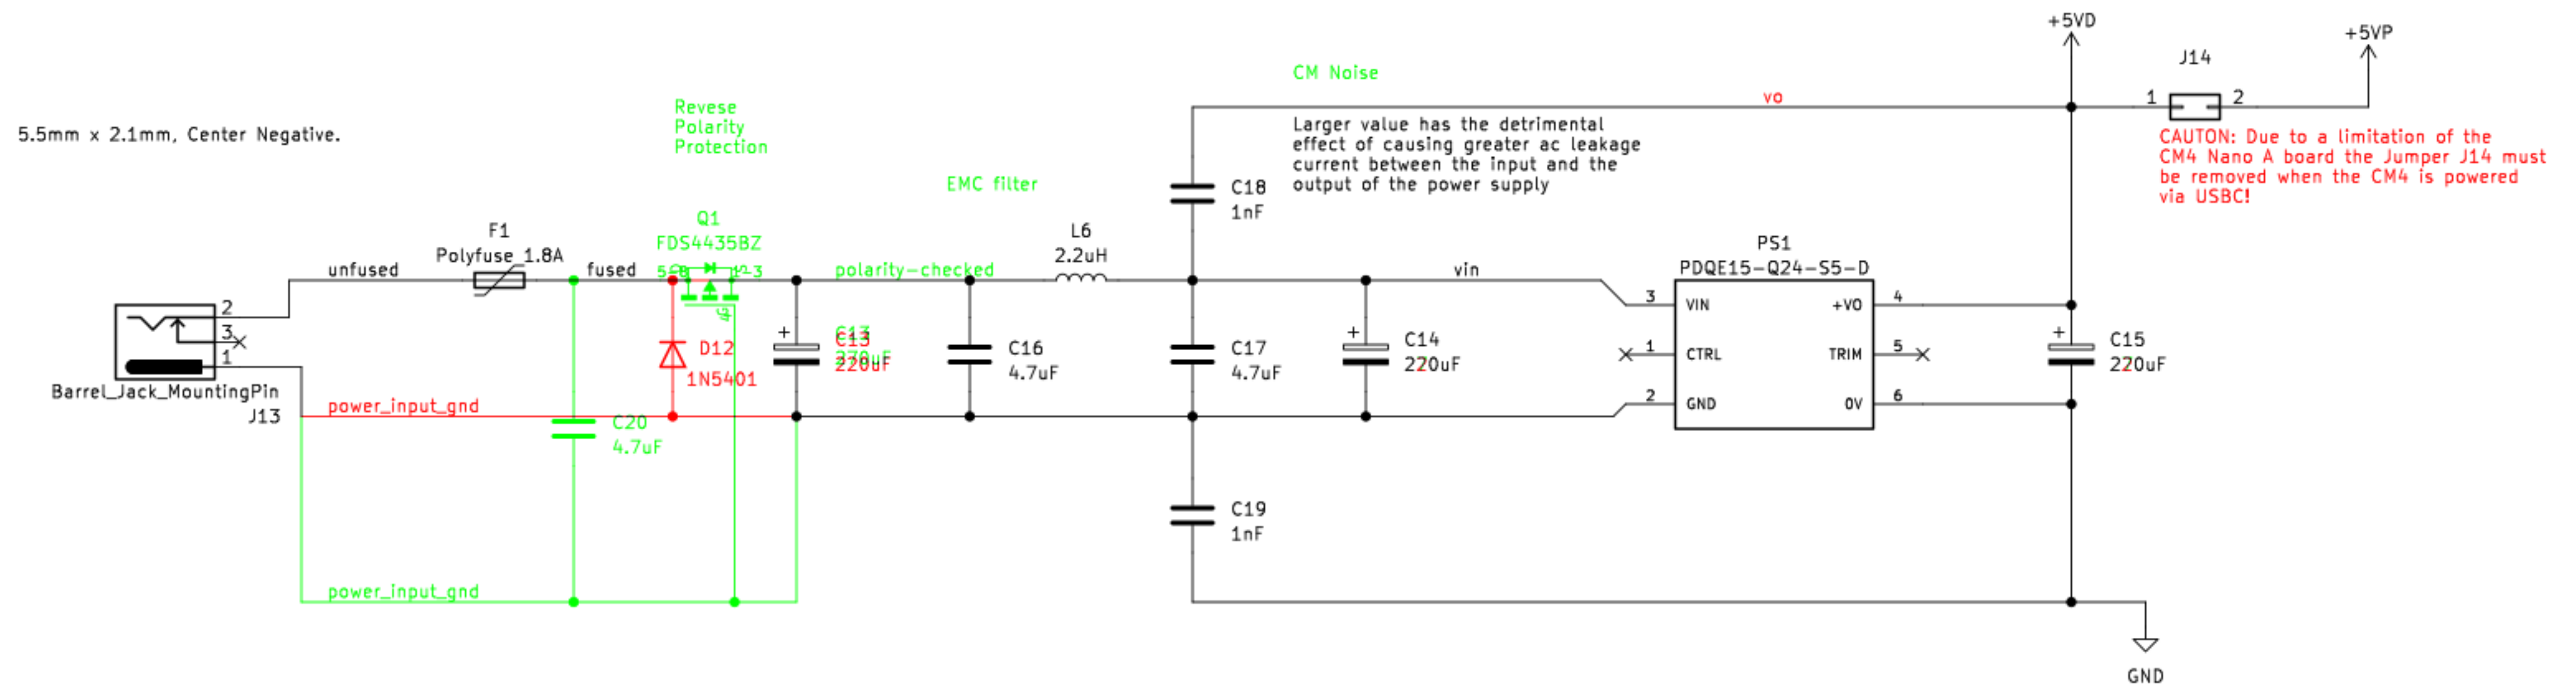 +5VD
+5VP
J14
CM Noise
vo
1
2
Revese
Polarity
Protection
5.5mm x 2.1mm, Center Negative.
Larger value has the detrimental
effect of causing greater ac leakage
current between the input and the
output of the power supply
CAUTON: Due to a limitation of the
CM4 Nano A board the Jumper J14 must
be removed when the CM4 is powered
via USBC!
EMC filter
C18
1nF
Q1
FDS4435BZ
F1
Polyfuse 1.8A
L6
2.2uH
PS1
PDQE15-Q24-S5-D
unfused
fused
1-3
polarity-checked
vin
2
3
1
Barrel_Jack_MountingPin
J13
power_input_gnd
D12
1N5401
+
C13
220uF
C16
4.7uF
C17
4.7uF
+
C14
220uF
3
VIN
1
CTRL
2
GND
+VO
4
TRIM
5
0V
6
+
C15
220uF
C20
4.7uF
C19
1nF
power_input_gnd
GND